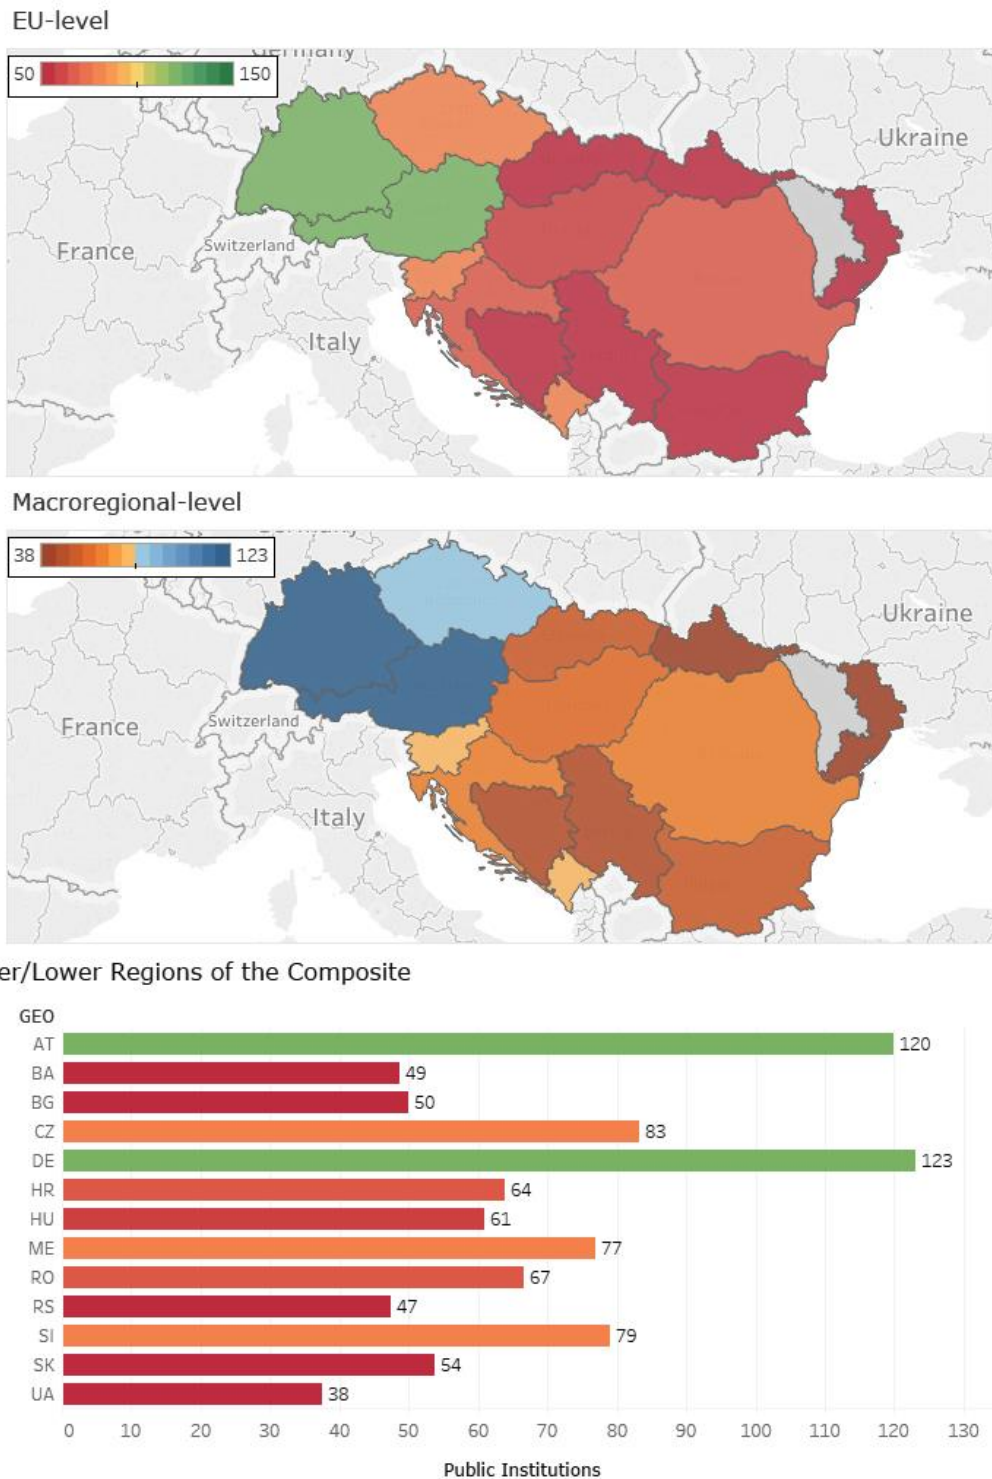 EU-level
Germany
50 150
Ukraine
France
Switzerland
Italy
Macroregional-level
38 123
Ukraine
France
Switzerland
Italy
er/Lower Regions of the Composite
GEO
AT 120
BA 49
BG 50
CZ 83
DE 123
HR 64
HU 61
ME 77
RO 67
RS 47
SI 79
SK 54
UA 38
0 10 20 30 40 50 60 70 80 90 100 110 120 130
Public Institutions